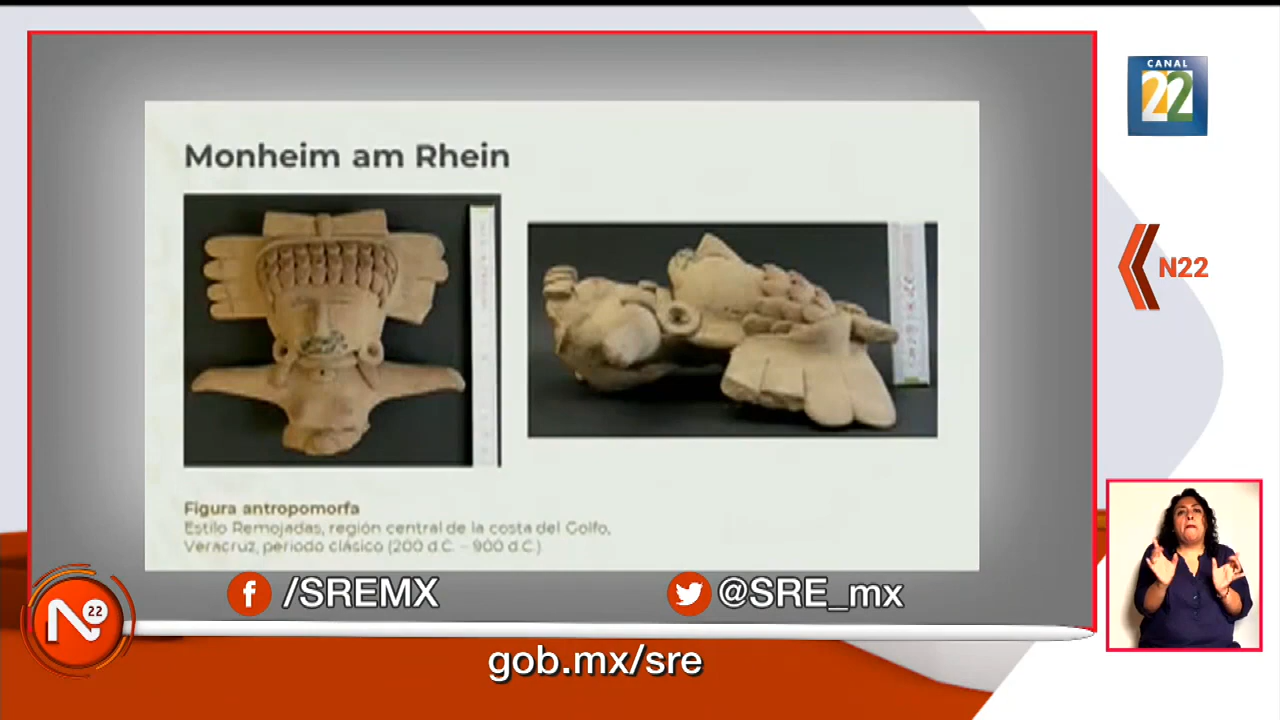 CANAL
22
Monheim am Rhein
N22
Figura antropomorfa
Estilo Remojadas, región central de la costa del Golfo,
Veracruz, periodo clásico (200 d.C. – 900 d.C.)
/SREMX
@SRE_mx
N 22
gob.mx/sre